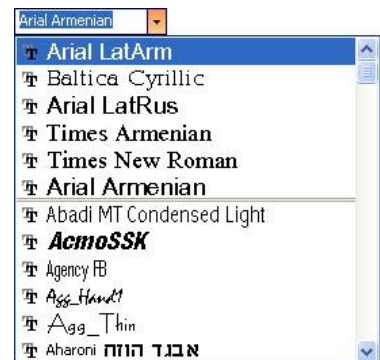 Arial Armenian
Arial LatArm
Baltica Cyrillic
Arial LatRus
Times Armenian
Times New Roman
Arial Armenian
Abadi MT Condensed Light
AcmoSSK
Agency FB
Agg_Hand1
Agg_Thin
Aharoni אבגד הוזח